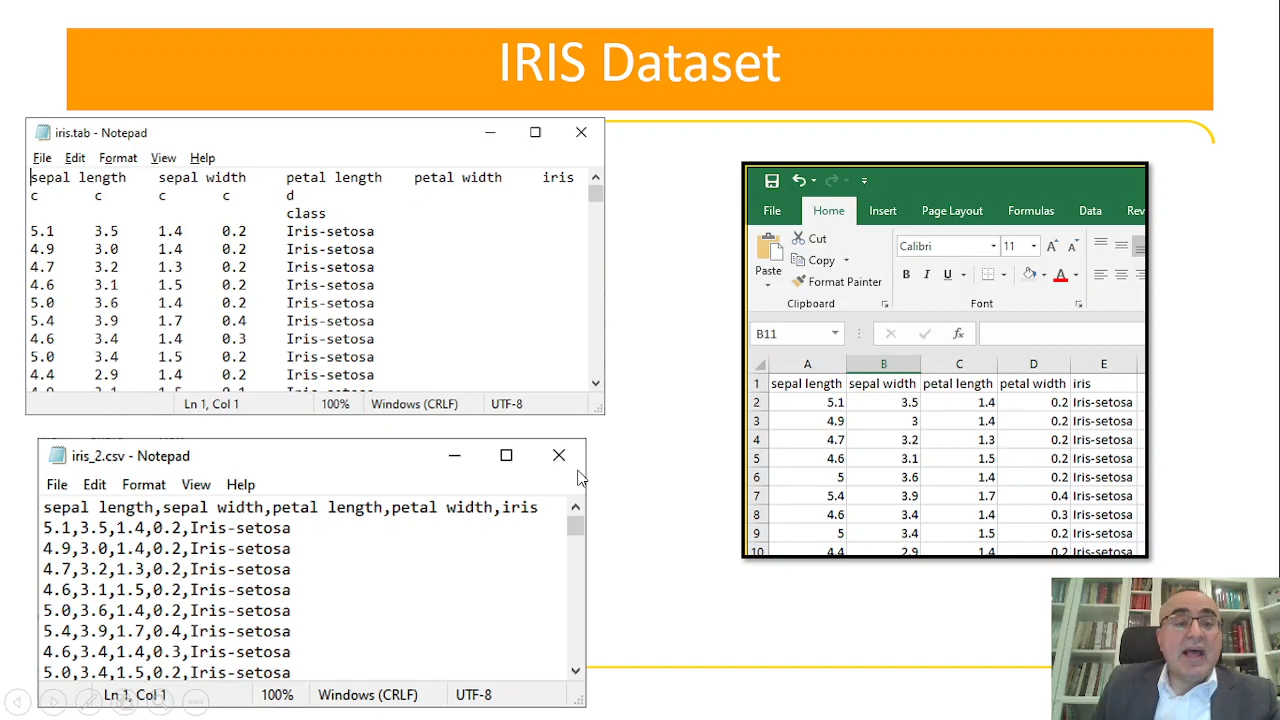 IRIS Dataset
iris.tab - Notepad
File Edit Format View Help
sepal length sepal width petal length petal width iris
c c c c d
class
5.1 3.5 1.4 0.2 Iris-setosa
4.9 3.0 1.4 0.2 Iris-setosa
4.7 3.2 1.3 0.2 Iris-setosa
4.6 3.1 1.5 0.2 Iris-setosa
5.0 3.6 1.4 0.2 Iris-setosa
5.4 3.9 1.7 0.4 Iris-setosa
4.6 3.4 1.4 0.3 Iris-setosa
5.0 3.4 1.5 0.2 Iris-setosa
4.4 2.9 1.4 0.2 Iris-setosa
Ln 1, Col 1 100% Windows (CRLF) UTF-8
iris_2.csv - Notepad
File Edit Format View Help
sepal length,sepal width,petal length,petal width,iris
5.1,3.5,1.4,0.2,Iris-setosa
4.9,3.0,1.4,0.2,Iris-setosa
4.7,3.2,1.3,0.2,Iris-setosa
4.6,3.1,1.5,0.2,Iris-setosa
5.0,3.6,1.4,0.2,Iris-setosa
5.4,3.9,1.7,0.4,Iris-setosa
4.6,3.4,1.4,0.3,Iris-setosa
5.0,3.4,1.5,0.2,Iris-setosa
Ln 1, Col 1 100% Windows (CRLF) UTF-8
File Home Insert Page Layout Formulas Data Rev
Cut
Copy
Format Painter
Paste
Calibri 11
B I U A
Clipboard Font
B11 fx
A B C D E
1 sepal length sepal width petal length petal width iris
2 5.1 3.5 1.4 0.2 Iris-setosa
3 4.9 3 1.4 0.2 Iris-setosa
4 4.7 3.2 1.3 0.2 Iris-setosa
5 4.6 3.1 1.5 0.2 Iris-setosa
6 5 3.6 1.4 0.2 Iris-setosa
7 5.4 3.9 1.7 0.4 Iris-setosa
8 4.6 3.4 1.4 0.3 Iris-setosa
9 5 3.4 1.5 0.2 Iris-setosa
10 4.4 2.9 1.4 0.2 Iris-setosa